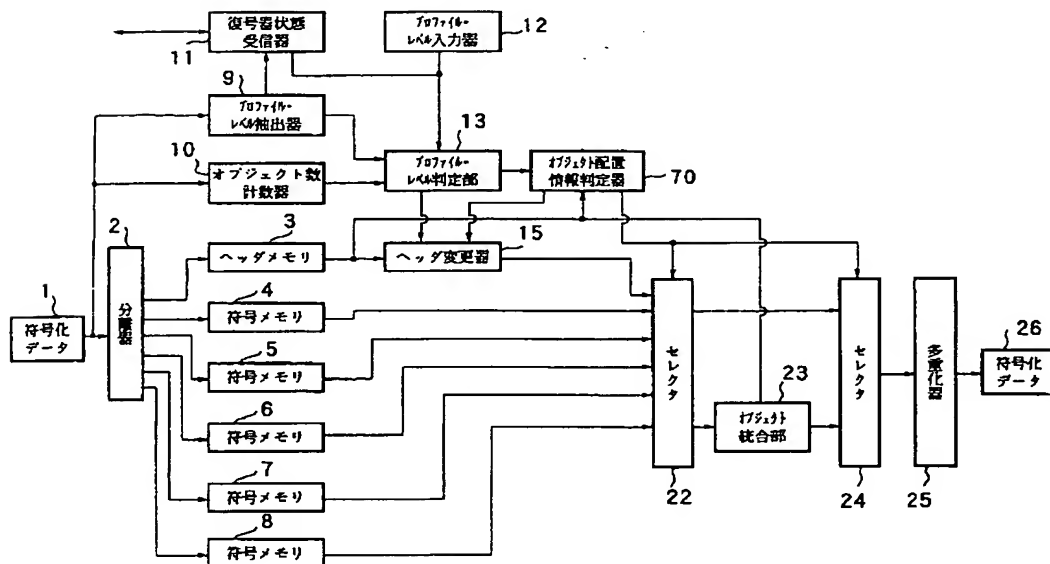 復号器状態
受信器
11
プロファイル・
レベル入力器
12
9
プロファイル・
レベル抽出器
13
プロファイル・
レベル判定部
オブジェクト配置
情報判定器
70
10
オブジェクト数
計数器
2
分離器
3
ヘッダメモリ
15
ヘッダ変更器
1
符号化
データ
4
符号メモリ
5
符号メモリ
6
符号メモリ
7
符号メモリ
8
符号メモリ
セレクタ
22
23
オブジェクト
統合部
セレクタ
24
多重化器
25
26
符号化
データ